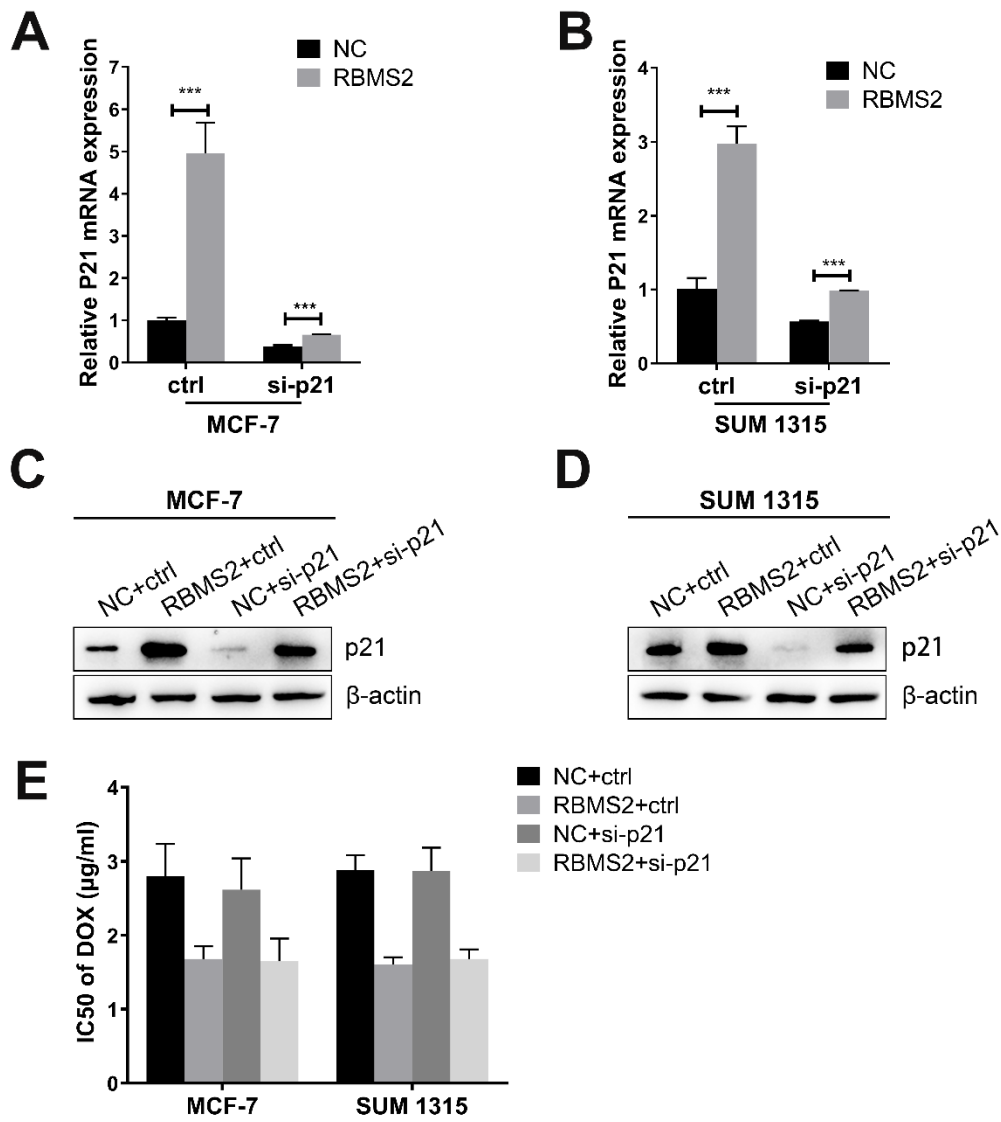 A
NC
RBMS2
Relative P21 mRNA expression
7
6
5
4
3
2
1
0
***
***
ctrl
si-p21
MCF-7
B
NC
RBMS2
Relative P21 mRNA expression
4
3
2
1
0
***
***
ctrl
si-p21
SUM 1315
C
MCF-7
NC+ctrl
RBMS2+ctrl
NC+si-p21
RBMS2+si-p21
p21
β-actin
D
SUM 1315
NC+ctrl
RBMS2+ctrl
NC+si-p21
RBMS2+si-p21
p21
β-actin
E
IC50 of DOX (μg/ml)
4
3
2
1
0
MCF-7
SUM 1315
NC+ctrl
RBMS2+ctrl
NC+si-p21
RBMS2+si-p21